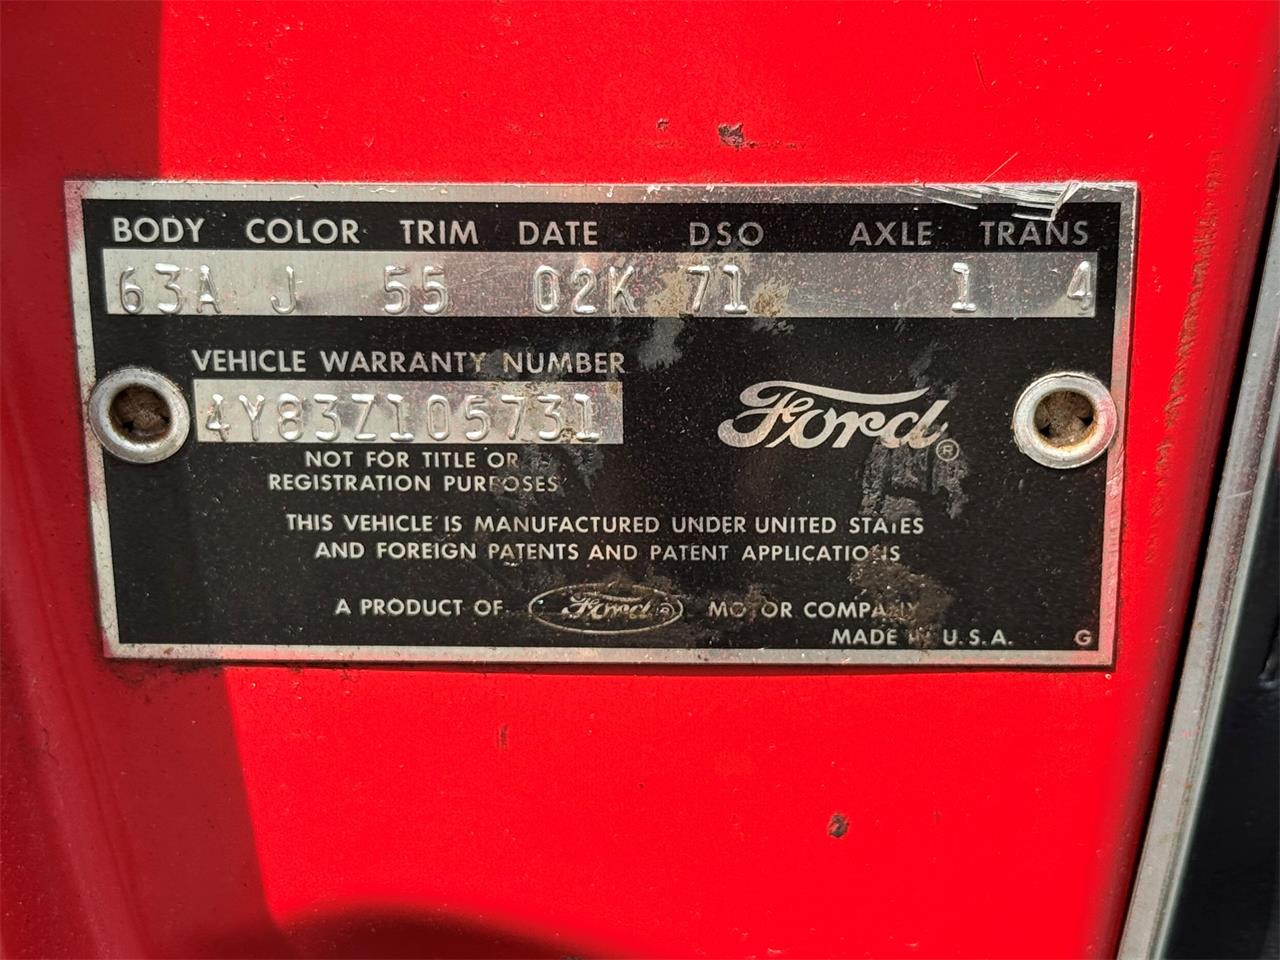 BODY COLOR TRIM DATE DSO AXLE TRANS
63A J 55 02K 71 1 4
VEHICLE WARRANTY NUMBER
4Y83Z105731
Ford ®
NOT FOR TITLE OR
REGISTRATION PURPOSES
THIS VEHICLE IS MANUFACTURED UNDER UNITED STATES
AND FOREIGN PATENTS AND PATENT APPLICATIONS
A PRODUCT OF Ford ® MOTOR COMPANY
MADE IN U.S.A. G